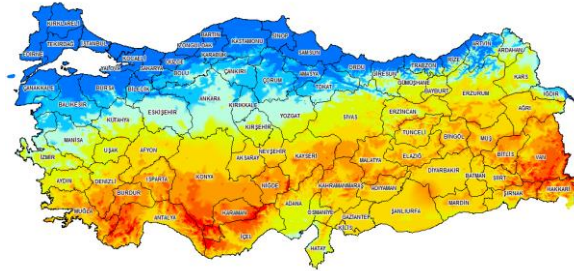 KIRKLARELİ
EDİRNE
TEKİRDAĞ
İSTANBUL
KOCAELİ
YALOVA
SAKARYA
DÜZCE
BOLU
ZONGULDAK
BARTIN
KARABÜK
KASTAMONU
SİNOP
SAMSUN
ÇANKIRI
ÇORUM
AMASYA
TOKAT
ORDU
GİRESUN
TRABZON
GÜMÜŞHANE
BAYBURT
RİZE
ARTVİN
ARDAHAN
KARS
IĞDIR
AĞRI
ERZURUM
ERZİNCAN
SİVAS
YOZGAT
KIRIKKALE
ANKARA
KIRŞEHİR
ESKİŞEHİR
BİLECİK
BURSA
ÇANAKKALE
BALIKESİR
KÜTAHYA
MANİSA
İZMİR
UŞAK
AFYON
AYDIN
DENİZLİ
MUĞLA
BURDUR
ISPARTA
ANTALYA
KONYA
KARAMAN
İÇEL
AKSARAY
NEVŞEHİR
NİĞDE
KAYSERİ
ADANA
OSMANİYE
HATAY
KİLİS
GAZİANTEP
KAHRAMANMARAŞ
MALATYA
ADIYAMAN
ŞANLIURFA
ELAZIĞ
TUNCELİ
BİNGÖL
MUŞ
BİTLİS
VAN
DİYARBAKIR
BATMAN
MARDİN
SİİRT
ŞIRNAK
HAKKARİ